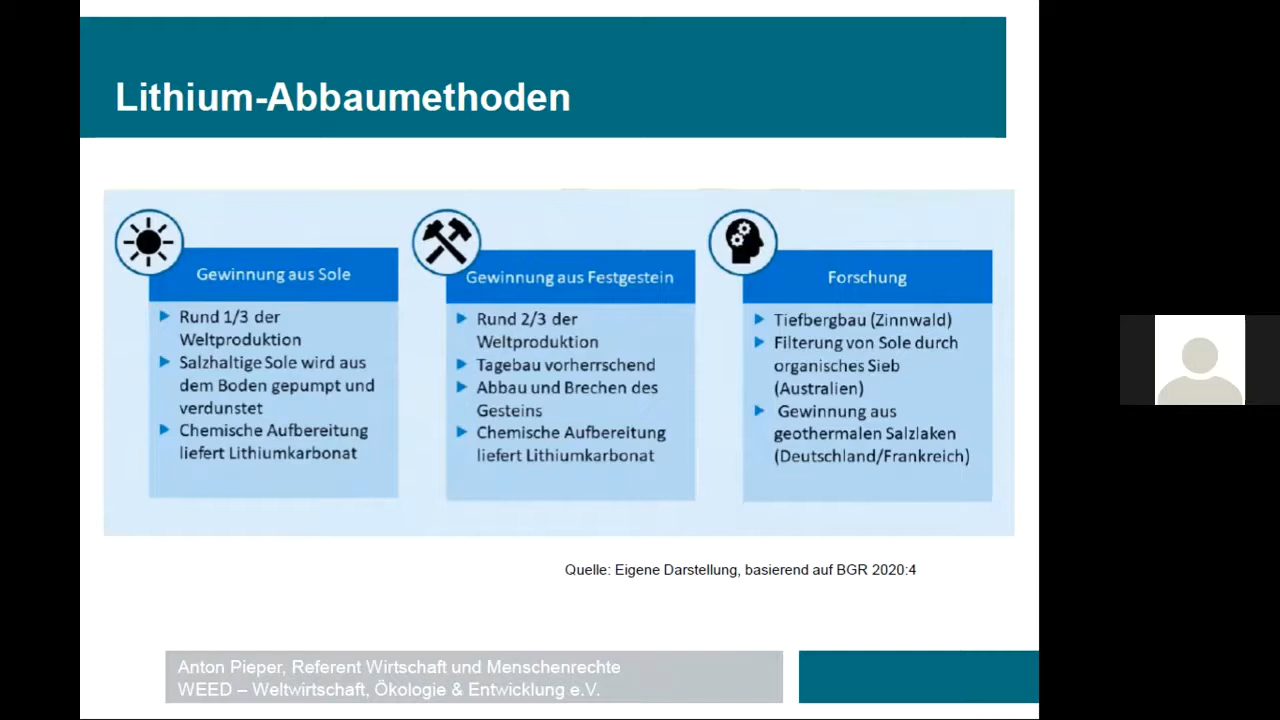 Lithium-Abbaumethoden
Gewinnung aus Sole
Rund 1/3 der
Weltproduktion
Salzhaltige Sole wird aus
dem Boden gepumpt und
verdunstet
Chemische Aufbereitung
liefert Lithiumkarbonat
Gewinnung aus Festgestein
Rund 2/3 der
Weltproduktion
Tagebau vorherrschend
Abbau und Brechen des
Gesteins
Chemische Aufbereitung
liefert Lithiumkarbonat
Forschung
Tiefbergbau (Zinnwald)
Filterung von Sole durch
organisches Sieb
(Australien)
Gewinnung aus
geothermalen Salzlaken
(Deutschland/Frankreich)
Quelle: Eigene Darstellung, basierend auf BGR 2020:4
Anton Pieper, Referent Wirtschaft und Menschenrechte
WEED – Weltwirtschaft, Ökologie & Entwicklung e.V.